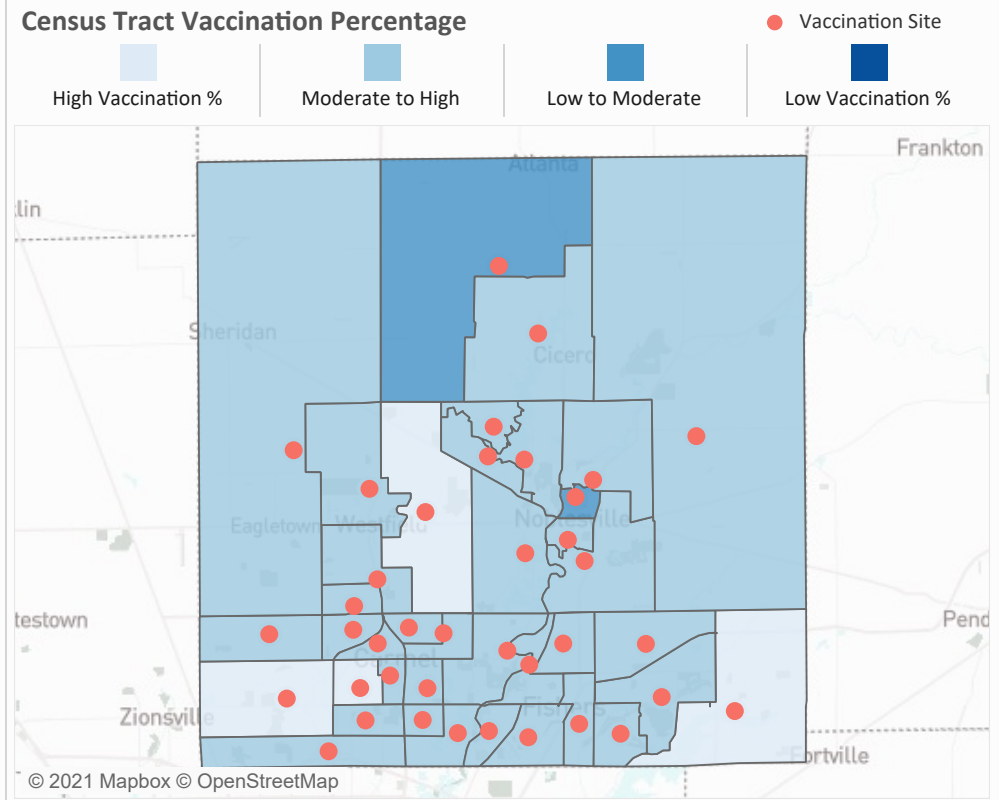 Census Tract Vaccination Percentage
Vaccination Site
High Vaccination %
Moderate to High
Low to Moderate
Low Vaccination %
Atlanta
Frankton
lin
Sheridan
Cicero
Eagletown
Westfield
Noblesville
testown
Pend
Carmel
Zionsville
Fishers
Fortville
© 2021 Mapbox © OpenStreetMap